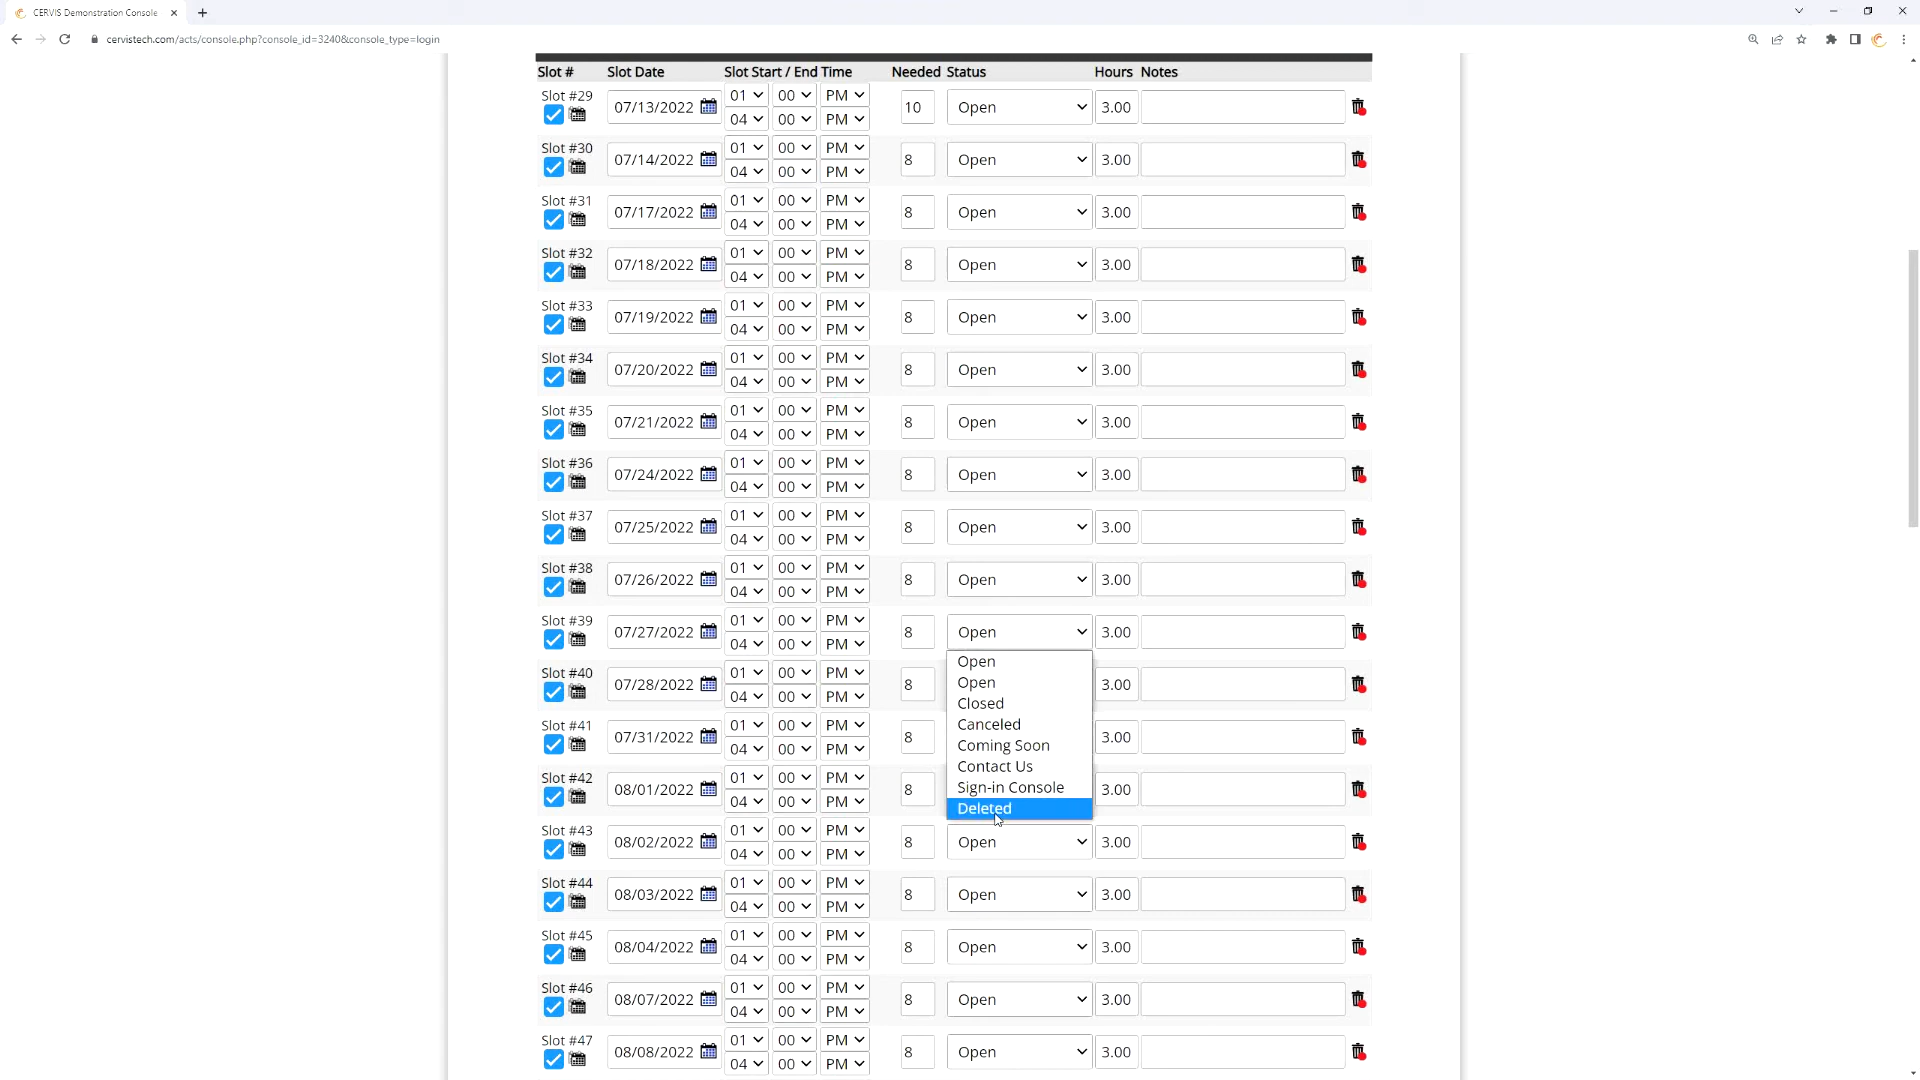 CERVIS Demonstration Console
cervistech.com/acts/console.php?console_id=3240&console_type=login
Slot # Slot Date Slot Start / End Time Needed Status Hours Notes
Slot #29 07/13/2022 01 00 PM 04 00 PM 10 Open 3.00
Slot #30 07/14/2022 01 00 PM 04 00 PM 8 Open 3.00
Slot #31 07/17/2022 01 00 PM 04 00 PM 8 Open 3.00
Slot #32 07/18/2022 01 00 PM 04 00 PM 8 Open 3.00
Slot #33 07/19/2022 01 00 PM 04 00 PM 8 Open 3.00
Slot #34 07/20/2022 01 00 PM 04 00 PM 8 Open 3.00
Slot #35 07/21/2022 01 00 PM 04 00 PM 8 Open 3.00
Slot #36 07/24/2022 01 00 PM 04 00 PM 8 Open 3.00
Slot #37 07/25/2022 01 00 PM 04 00 PM 8 Open 3.00
Slot #38 07/26/2022 01 00 PM 04 00 PM 8 Open 3.00
Slot #39 07/27/2022 01 00 PM 04 00 PM 8 Open 3.00
Open
Open
Closed
Canceled
Coming Soon
Contact Us
Sign-in Console
Deleted
Slot #40 07/28/2022 01 00 PM 04 00 PM 8 3.00
Slot #41 07/31/2022 01 00 PM 04 00 PM 8 3.00
Slot #42 08/01/2022 01 00 PM 04 00 PM 8 3.00
Slot #43 08/02/2022 01 00 PM 04 00 PM 8 Open 3.00
Slot #44 08/03/2022 01 00 PM 04 00 PM 8 Open 3.00
Slot #45 08/04/2022 01 00 PM 04 00 PM 8 Open 3.00
Slot #46 08/07/2022 01 00 PM 04 00 PM 8 Open 3.00
Slot #47 08/08/2022 01 00 PM 04 00 PM 8 Open 3.00